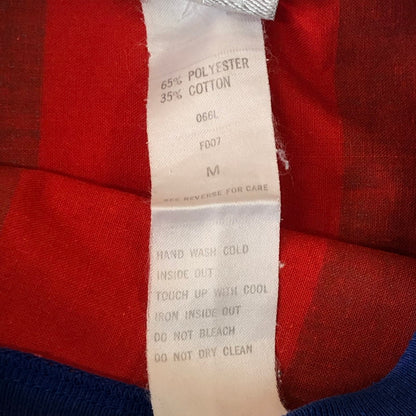 65% POLYESTER
35% COTTON
066L
F007
M
SEE REVERSE FOR CARE
HAND WASH COLD
INSIDE OUT
TOUCH UP WITH COOL
IRON INSIDE OUT
DO NOT BLEACH
DO NOT DRY CLEAN